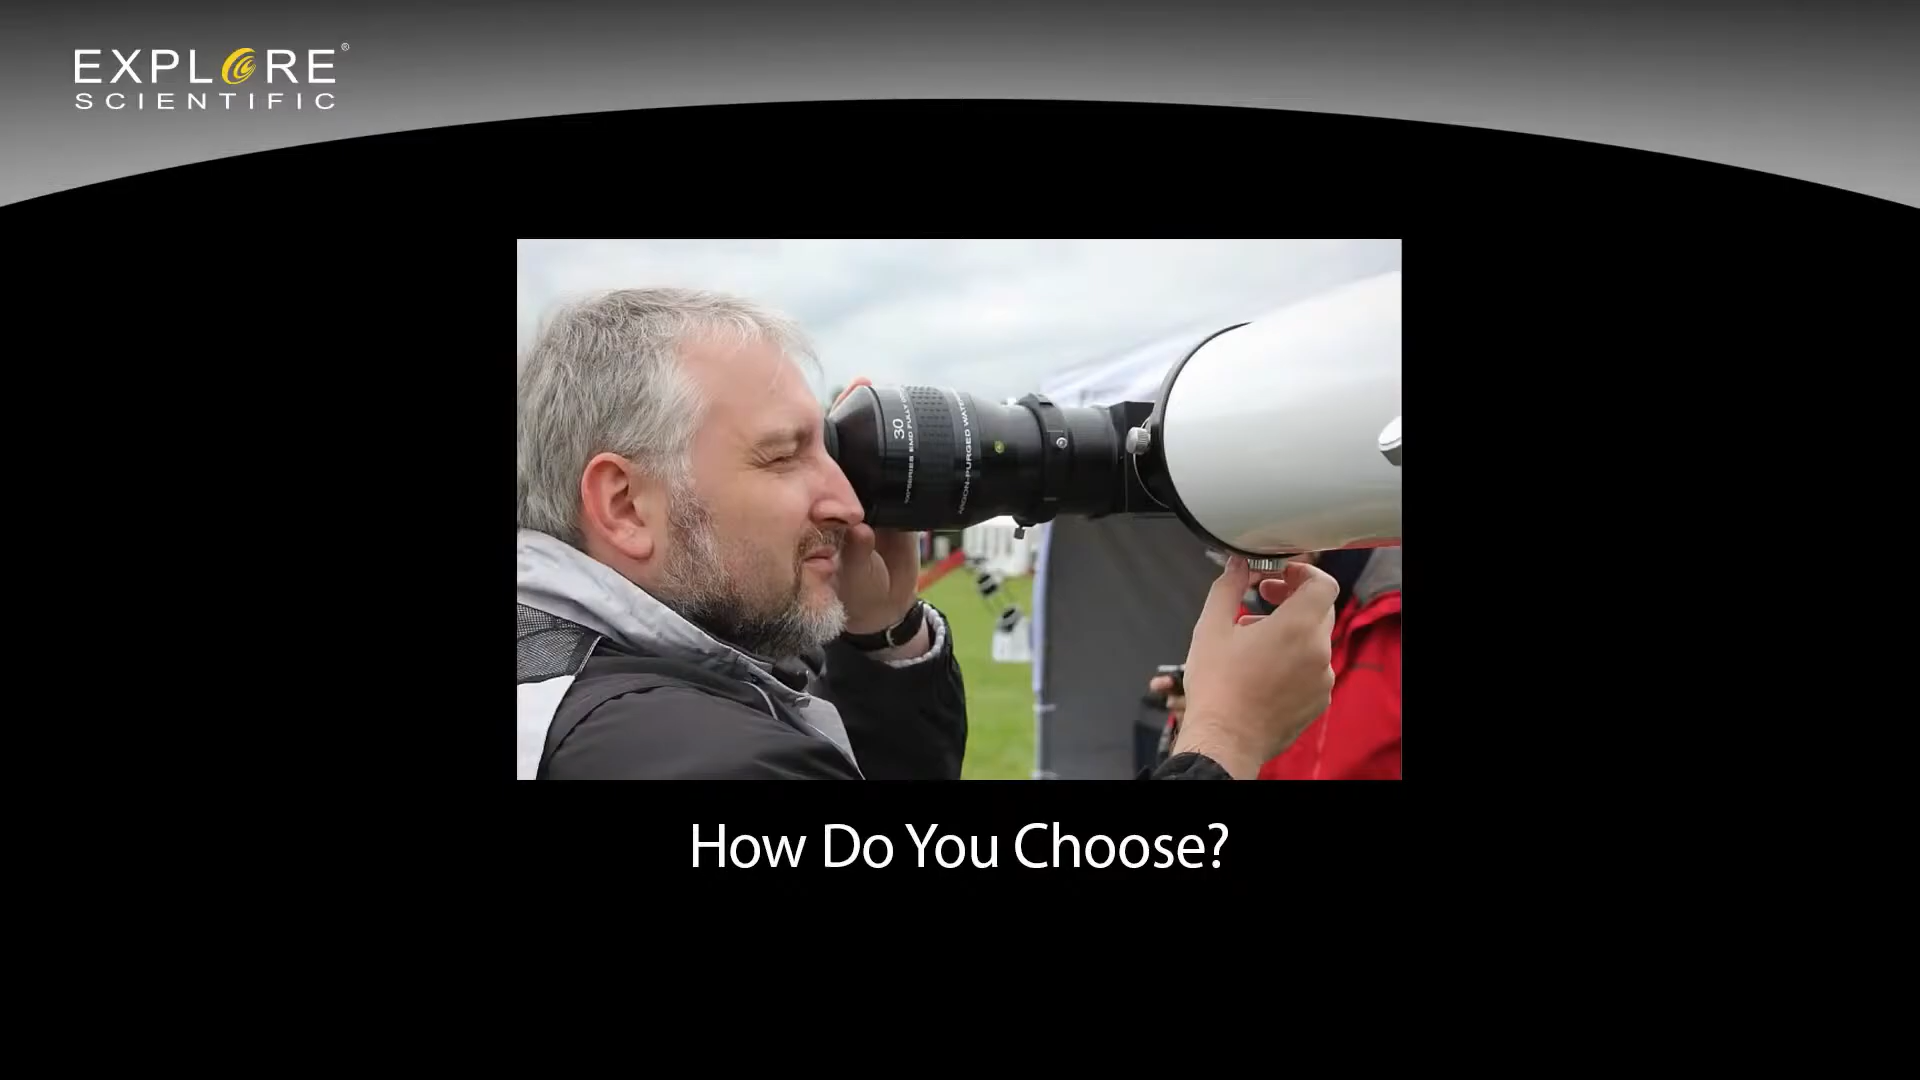 EXPLORE®
SCIENTIFIC
30
ARGON-PURGED
How Do You Choose?